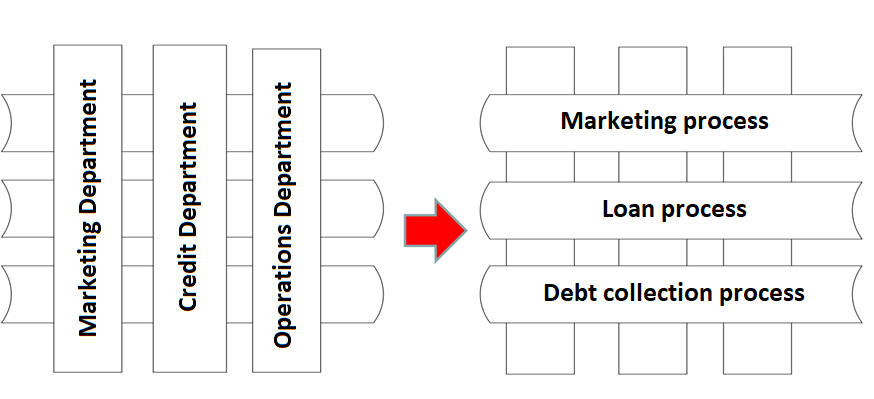 Marketing Department
Credit Department
Operations Department
Marketing process
Loan process
Debt collection process